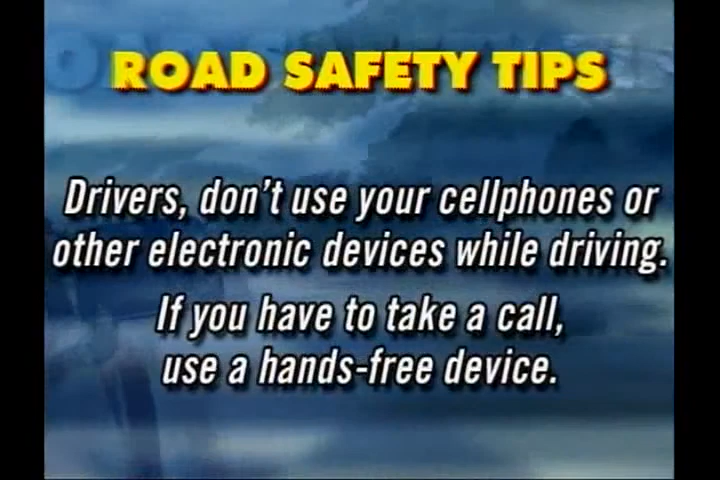 ROAD SAFETY TIPS
Drivers, don't use your cellphones or
other electronic devices while driving.
If you have to take a call,
use a hands-free device.